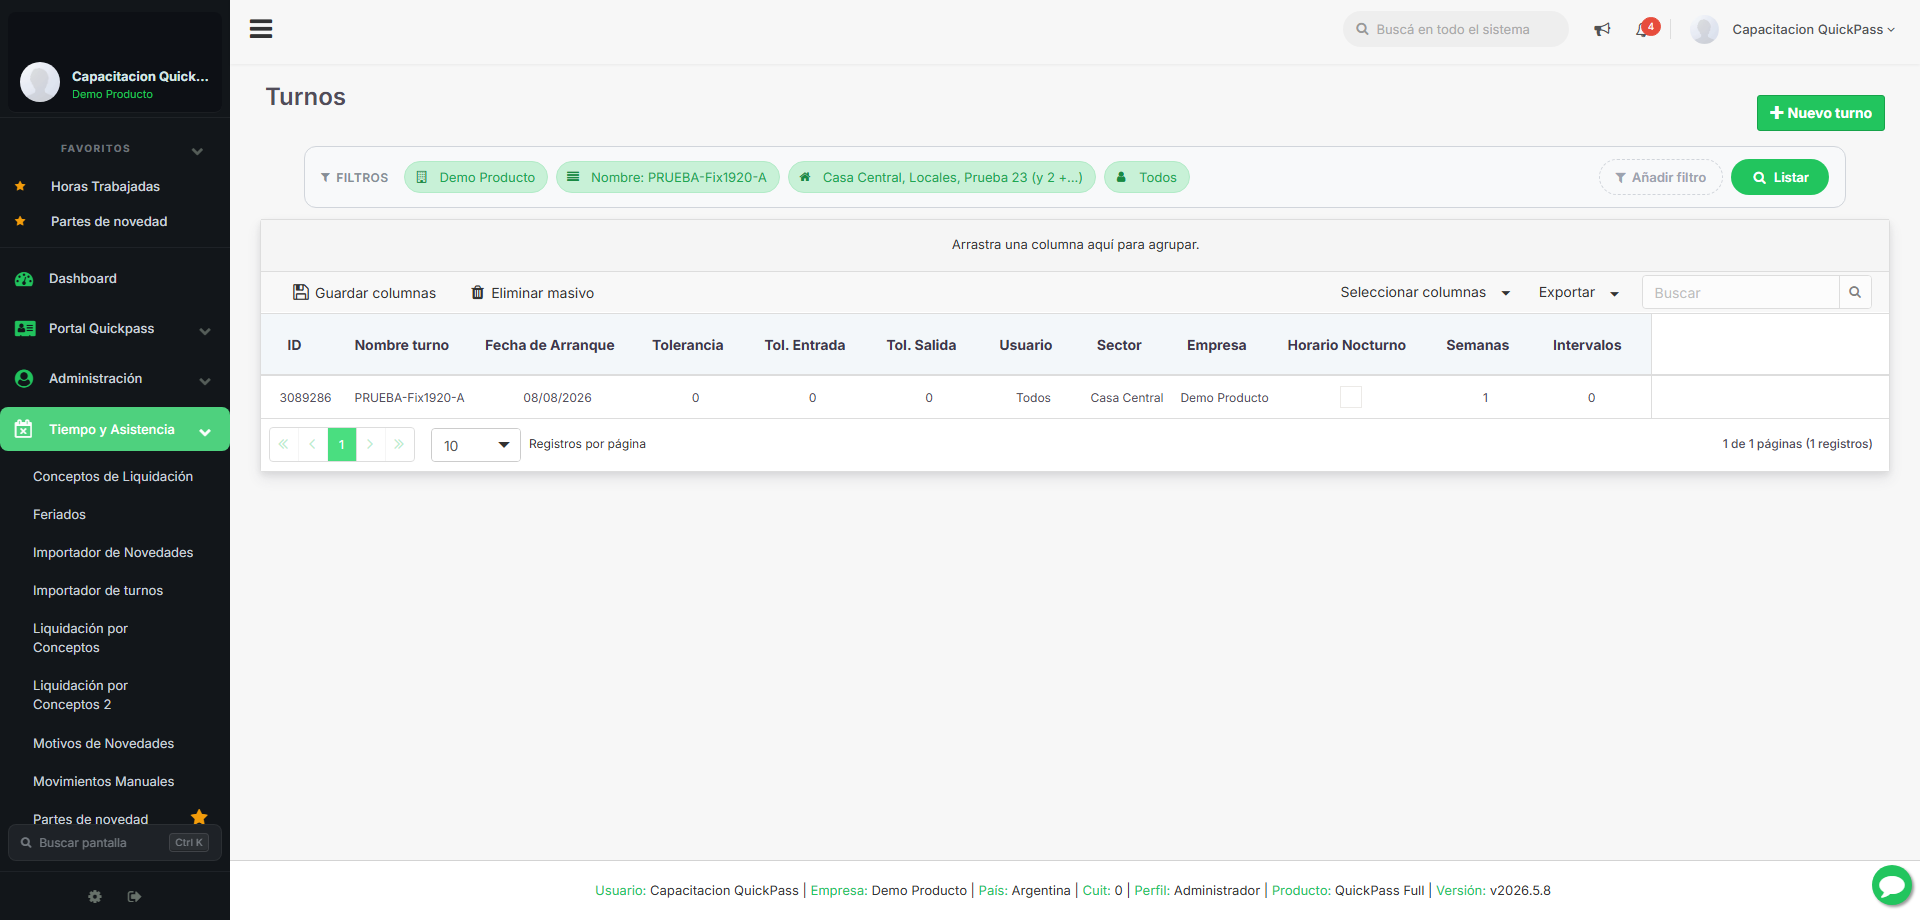 Capacitacion Quick...
Demo Producto
FAVORITOS
Horas Trabajadas
Partes de novedad
Dashboard
Portal Quickpass
Administración
Tiempo y Asistencia
Conceptos de Liquidación
Feriados
Importador de Novedades
Importador de turnos
Liquidación por
Conceptos
Liquidación por
Conceptos 2
Motivos de Novedades
Movimientos Manuales
Partes de novedad
Buscar pantalla Ctrl K
Buscá en todo el sistema 4 Capacitacion QuickPass
Turnos
Nuevo turno
FILTROS Demo Producto Nombre: PRUEBA-Fix1920-A Casa Central, Locales, Prueba 23 (y 2 +...) Todos Añadir filtro Listar
Arrastra una columna aquí para agrupar.
Guardar columnas Eliminar masivo Seleccionar columnas Exportar Buscar
ID Nombre turno Fecha de Arranque Tolerancia Tol. Entrada Tol. Salida Usuario Sector Empresa Horario Nocturno Semanas Intervalos
3089286 PRUEBA-Fix1920-A 08/08/2026 0 0 0 Todos Casa Central Demo Producto 1 0
1 10 Registros por página 1 de 1 páginas (1 registros)
Usuario: Capacitacion QuickPass | Empresa: Demo Producto | País: Argentina | Cuit: 0 | Perfil: Administrador | Producto: QuickPass Full | Versión: v2026.5.8